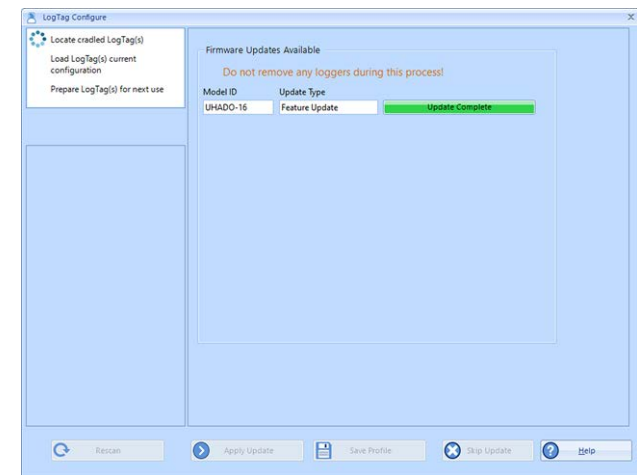 LogTag Configure
x
Locate cradled LogTag(s)
Load LogTag(s) current
configuration
Prepare LogTag(s) for next use
Firmware Updates Available
Do not remove any loggers during this process!
Model ID Update Type
UHADO-16 Feature Update Update Complete
Rescan Apply Update Save Profile Skip Update Help